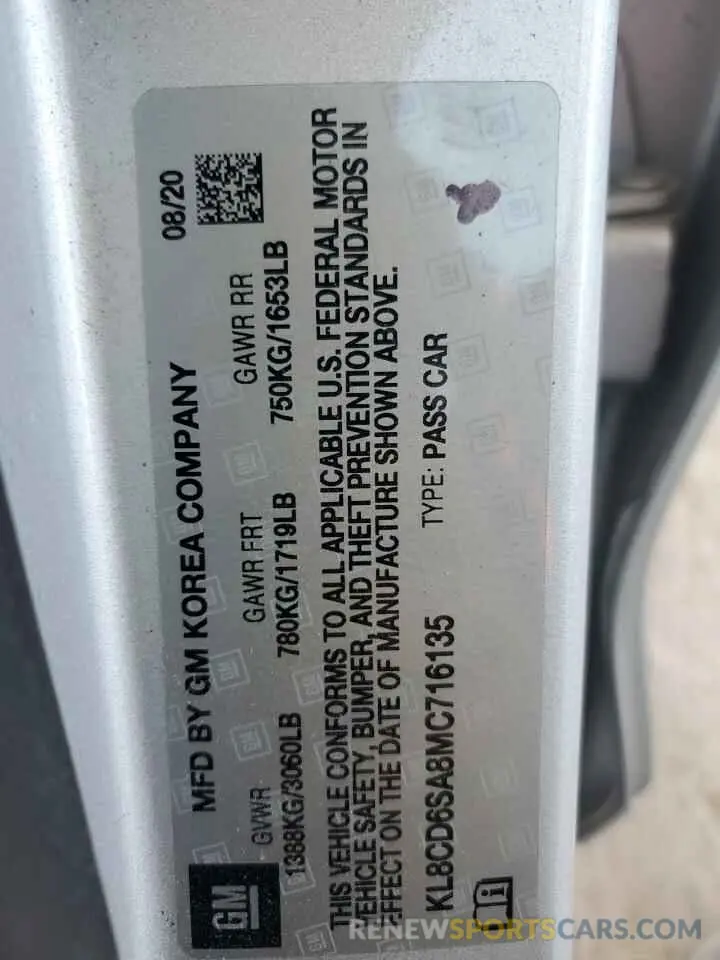 MFD BY GM KOREA COMPANY 08/20
GVWR GAWR FRT GAWR RR
1388KG/3060LB 780KG/1719LB 750KG/1653LB
THIS VEHICLE CONFORMS TO ALL APPLICABLE U.S. FEDERAL MOTOR
VEHICLE SAFETY, BUMPER, AND THEFT PREVENTION STANDARDS IN
EFFECT ON THE DATE OF MANUFACTURE SHOWN ABOVE.
KL8CD6SA8MC716135 TYPE: PASS CAR
GM
RENEWSPORTSCARS.COM